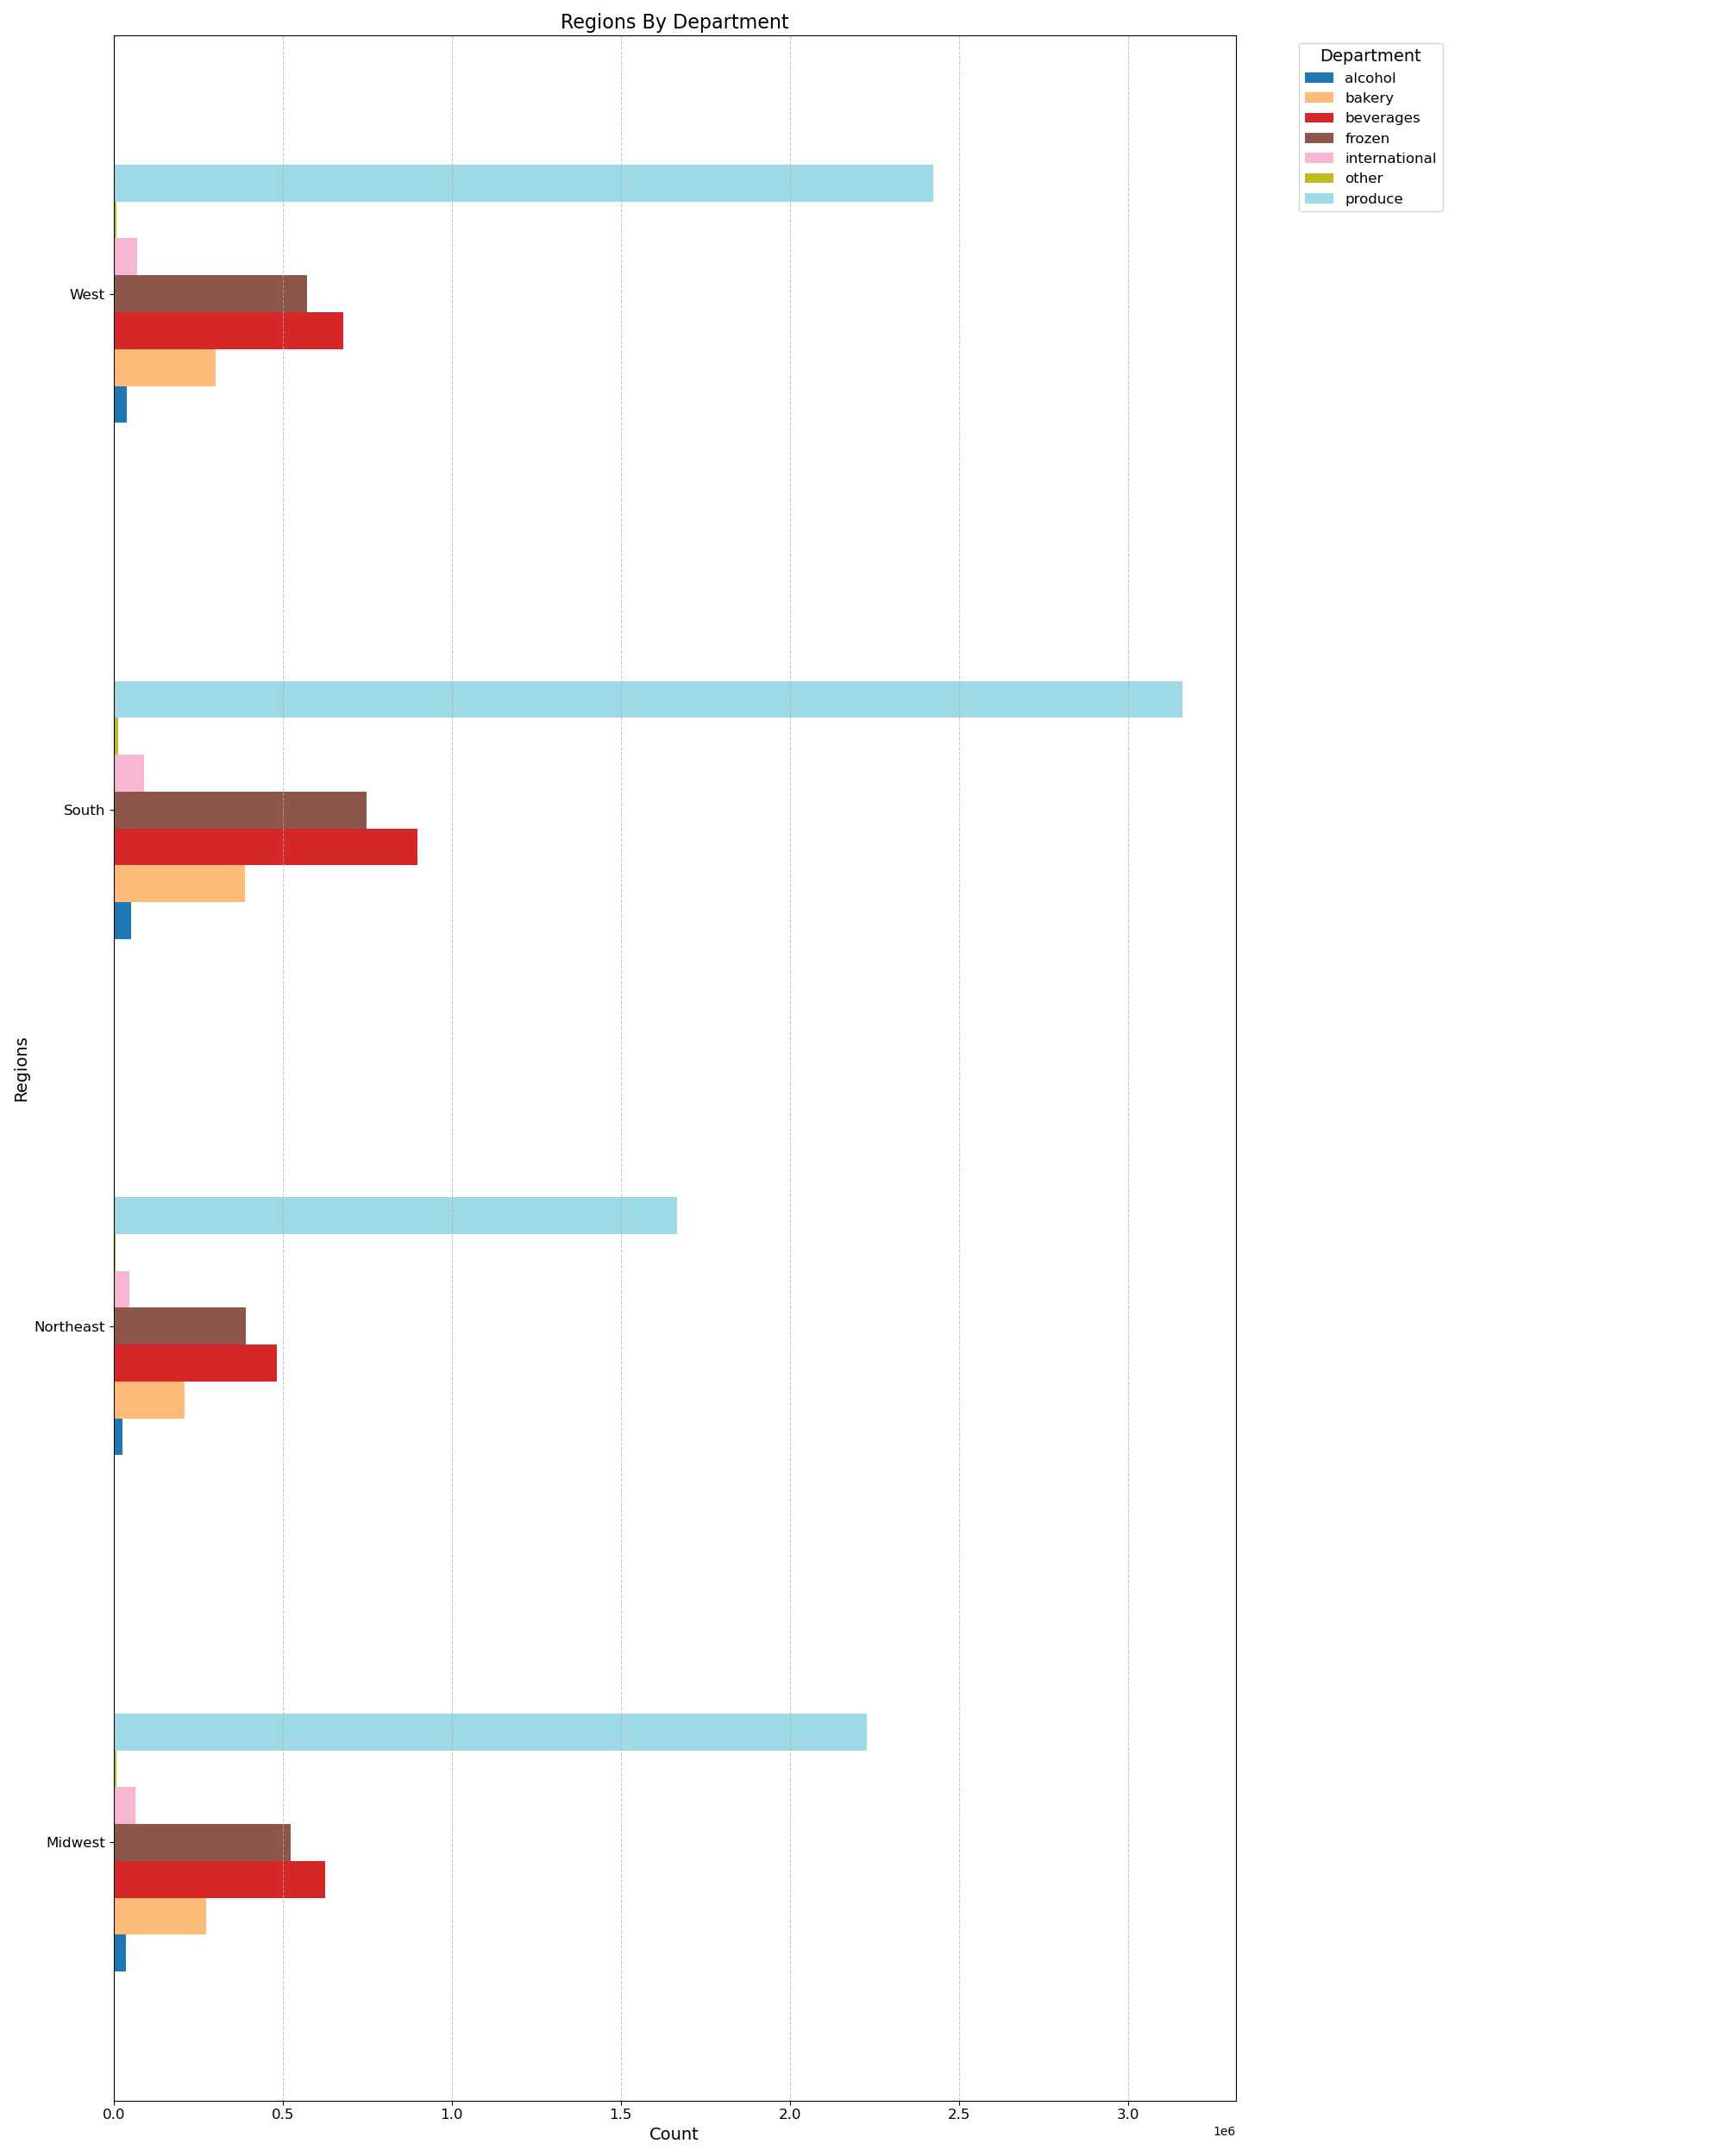 Regions By Department
Department
alcohol
bakery
beverages
frozen
international
other
produce
West
South
Regions
Northeast
Midwest
0.0 0.5 1.0 1.5 2.0 2.5 3.0
Count
1e6